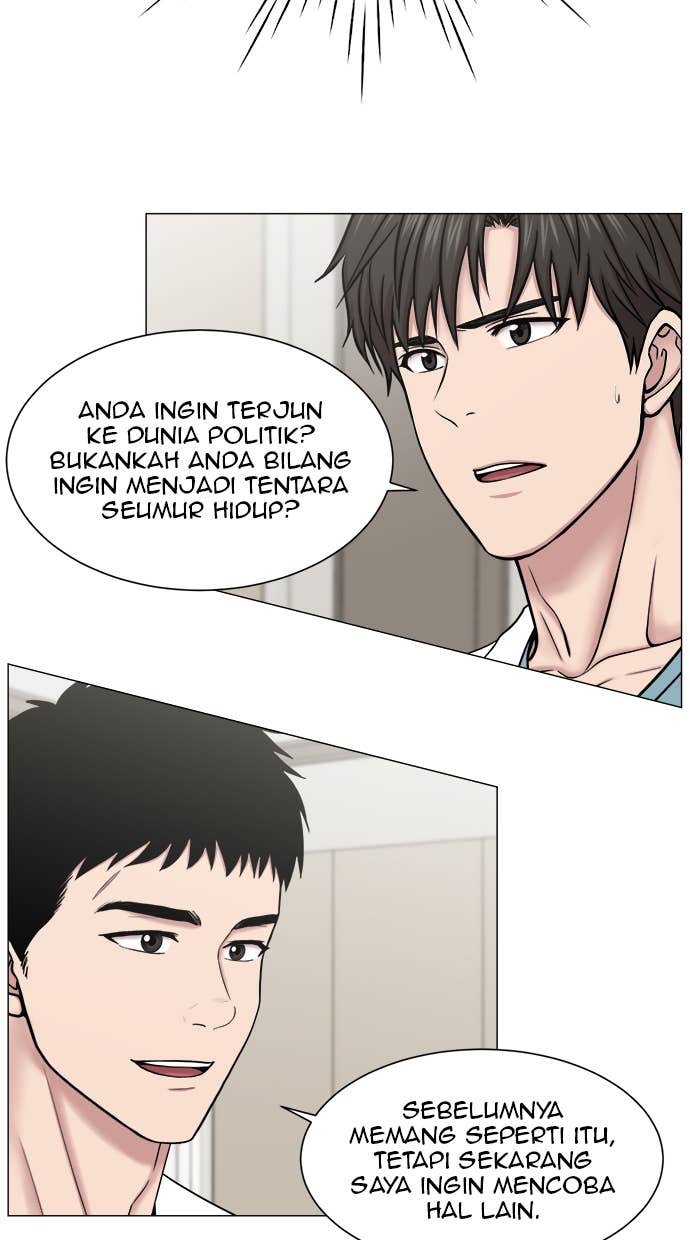 ANDA INGIN TERJUN
KE DUNIA POLITIK?
BUKANKAH ANDA BILANG
INGIN MENJADI TENTARA
SEUMUR HIDUP?
SEBELUMNYA
MEMANG SEPERTI ITU,
TETAPI SEKARANG
SAYA INGIN MENCOBA
HAL LAIN.